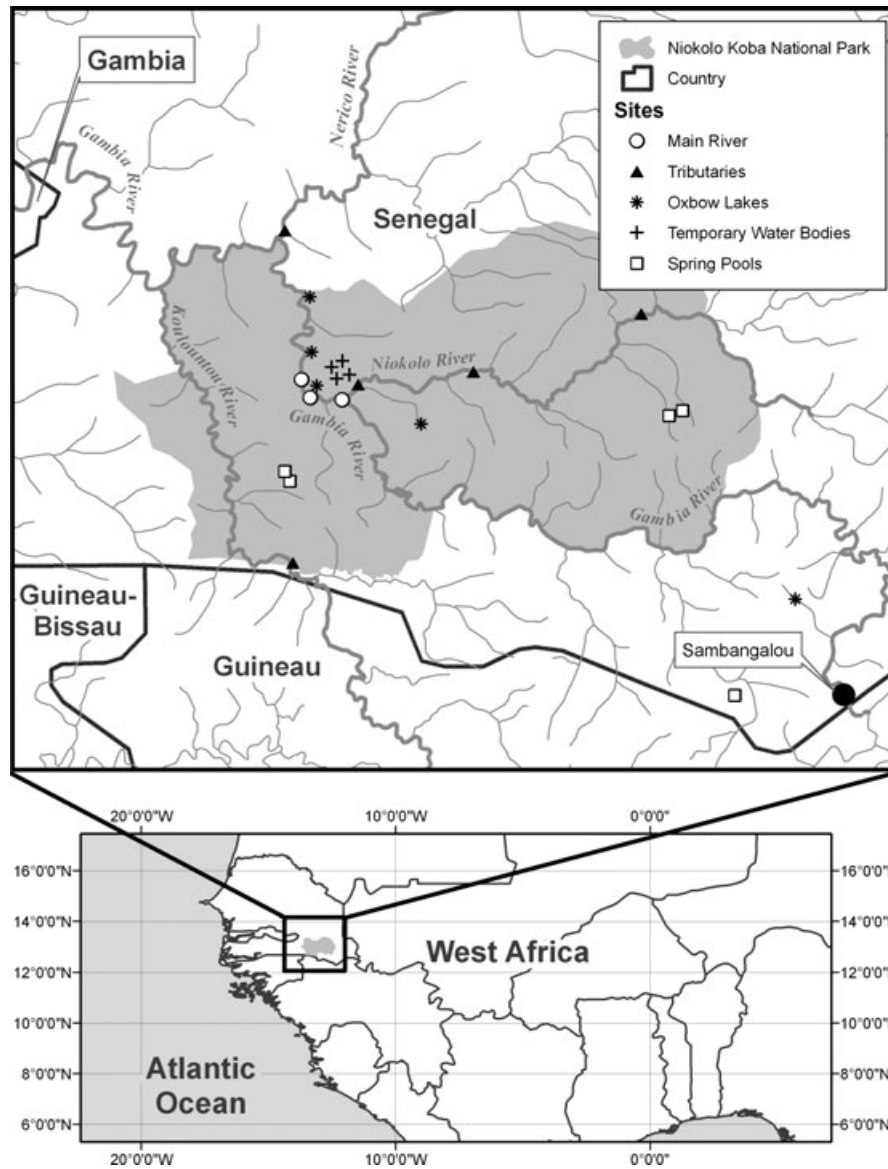 Gambia
Gambia River
Nerico River
Senegal
Niokolo Koba National Park
Country
Sites
Main River
Tributaries
Oxbow Lakes
Temporary Water Bodies
Spring Pools
Koulountou River
Niokolo River
Gambia River
Gambia River
Guineau-
Bissau
Guineau
Sambangalou
20°0'0"W
10°0'0"W
0°0'0"
16°0'0"N
16°0'0"N
14°0'0"N
14°0'0"N
12°0'0"N
12°0'0"N
10°0'0"N
10°0'0"N
8°0'0"N
8°0'0"N
6°0'0"N
6°0'0"N
West Africa
Atlantic
Ocean
20°0'0"W
10°0'0"W
0°0'0"